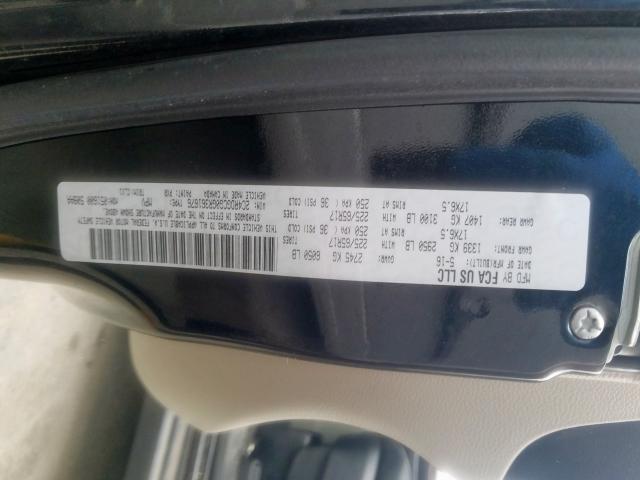 MFD BY FCA US LLC
DATE OF MFR(BUILT): 5-16 GVWR: 2745 KG 6050 LB
GAWR FRONT: 1339 KG 2950 LB TIRES
17X6.5 RIMS AT 250 KPA 36 PSI COLD 225/65R17
GAWR REAR: 1407 KG 3100 LB TIRES
17X6.5 RIMS AT 250 KPA 36 PSI COLD 225/65R17
THIS VEHICLE CONFORMS TO ALL APPLICABLE U.S.A. FEDERAL MOTOR VEHICLE SAFETY
STANDARDS IN EFFECT ON THE DATE OF MANUFACTURE SHOWN ABOVE.
VIN: TYPE: MPV MDH:
VEHICLE MADE IN CANADA PAINT: PXR TRIM: